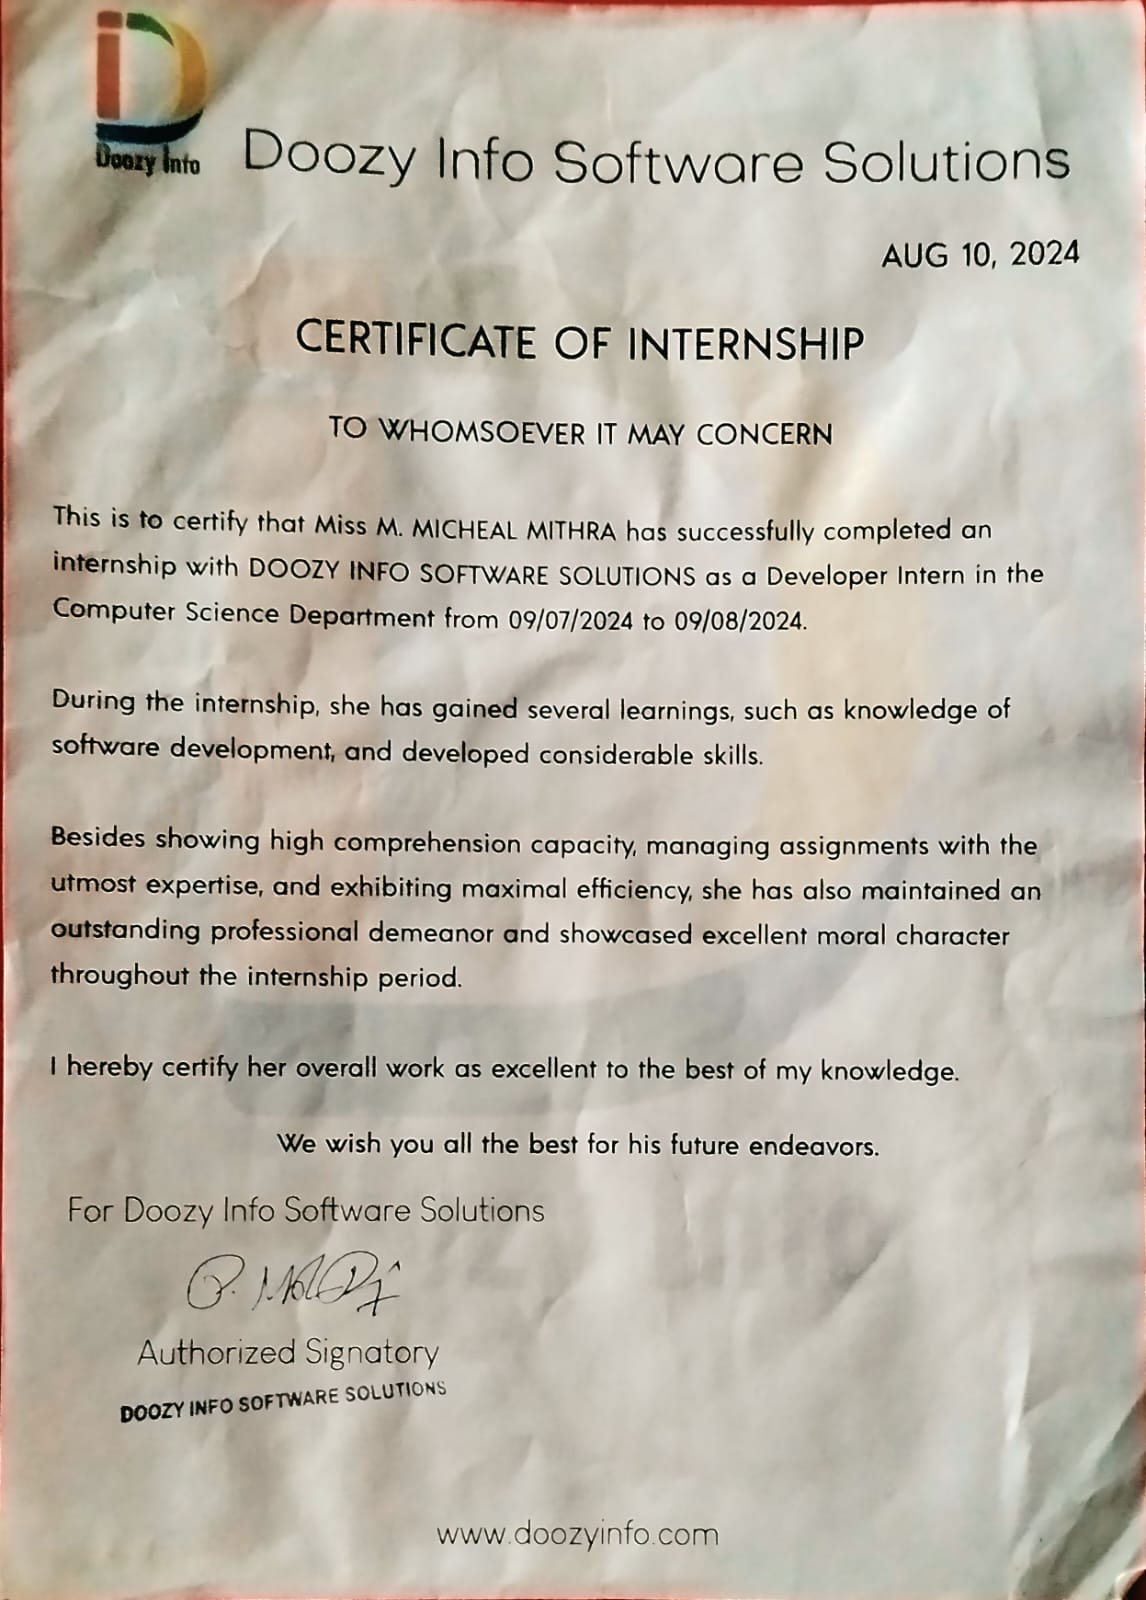 Doozy Info
Doozy Info Software Solutions
AUG 10, 2024
CERTIFICATE OF INTERNSHIP
TO WHOMSOEVER IT MAY CONCERN
This is to certify that Miss M. MICHEAL MITHRA has successfully completed an
internship with DOOZY INFO SOFTWARE SOLUTIONS as a Developer Intern in the
Computer Science Department from 09/07/2024 to 09/08/2024.
During the internship, she has gained several learnings, such as knowledge of
software development, and developed considerable skills.
Besides showing high comprehension capacity, managing assignments with the
utmost expertise, and exhibiting maximal efficiency, she has also maintained an
outstanding professional demeanor and showcased excellent moral character
throughout the internship period.
I hereby certify her overall work as excellent to the best of my knowledge.
We wish you all the best for his future endeavors.
For Doozy Info Software Solutions
P.
Authorized Signatory
DOOZY INFO SOFTWARE SOLUTIONS
www.doozyinfo.com